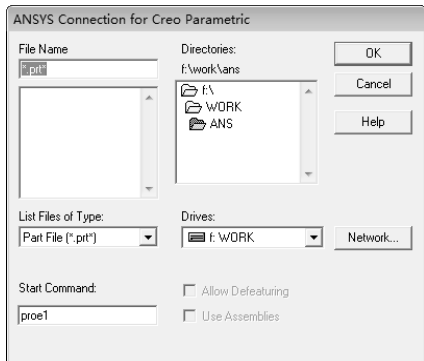 ANSYS Connection for Creo Parametric
File Name
*.prt*
Directories:
f:\work\ans
f:\
WORK
ANS
OK
Cancel
Help
List Files of Type:
Part File (*.prt*)
Drives:
f: WORK
Network...
Start Command:
proe1
Allow Defeaturing
Use Assemblies